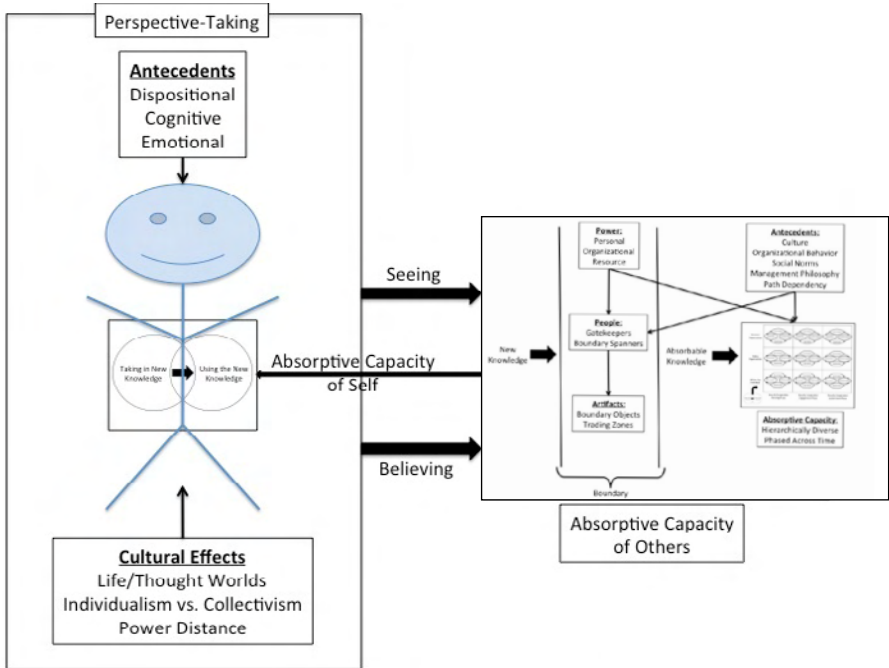 Perspective-Taking
Antecedents
Dispositional
Cognitive
Emotional
Taking in New
Knowledge
Using the New
Knowledge
Cultural Effects
Life/Thought Worlds
Individualism vs. Collectivism
Power Distance
Seeing
Absorptive Capacity
of Self
Believing
Power:
Personal
Organizational
Resource
Antecedents:
Culture
Organizational Behavior
Social Norms
Management Philosophy
Path Dependency
New
Knowledge
People:
Gatekeepers
Boundary Spanners
Absorbable
Knowledge
Artifacts:
Boundary Objects
Trading Zones
Absorptive Capacity:
Hierarchically Diverse
Phased Across Time
Boundary
Absorptive Capacity
of Others